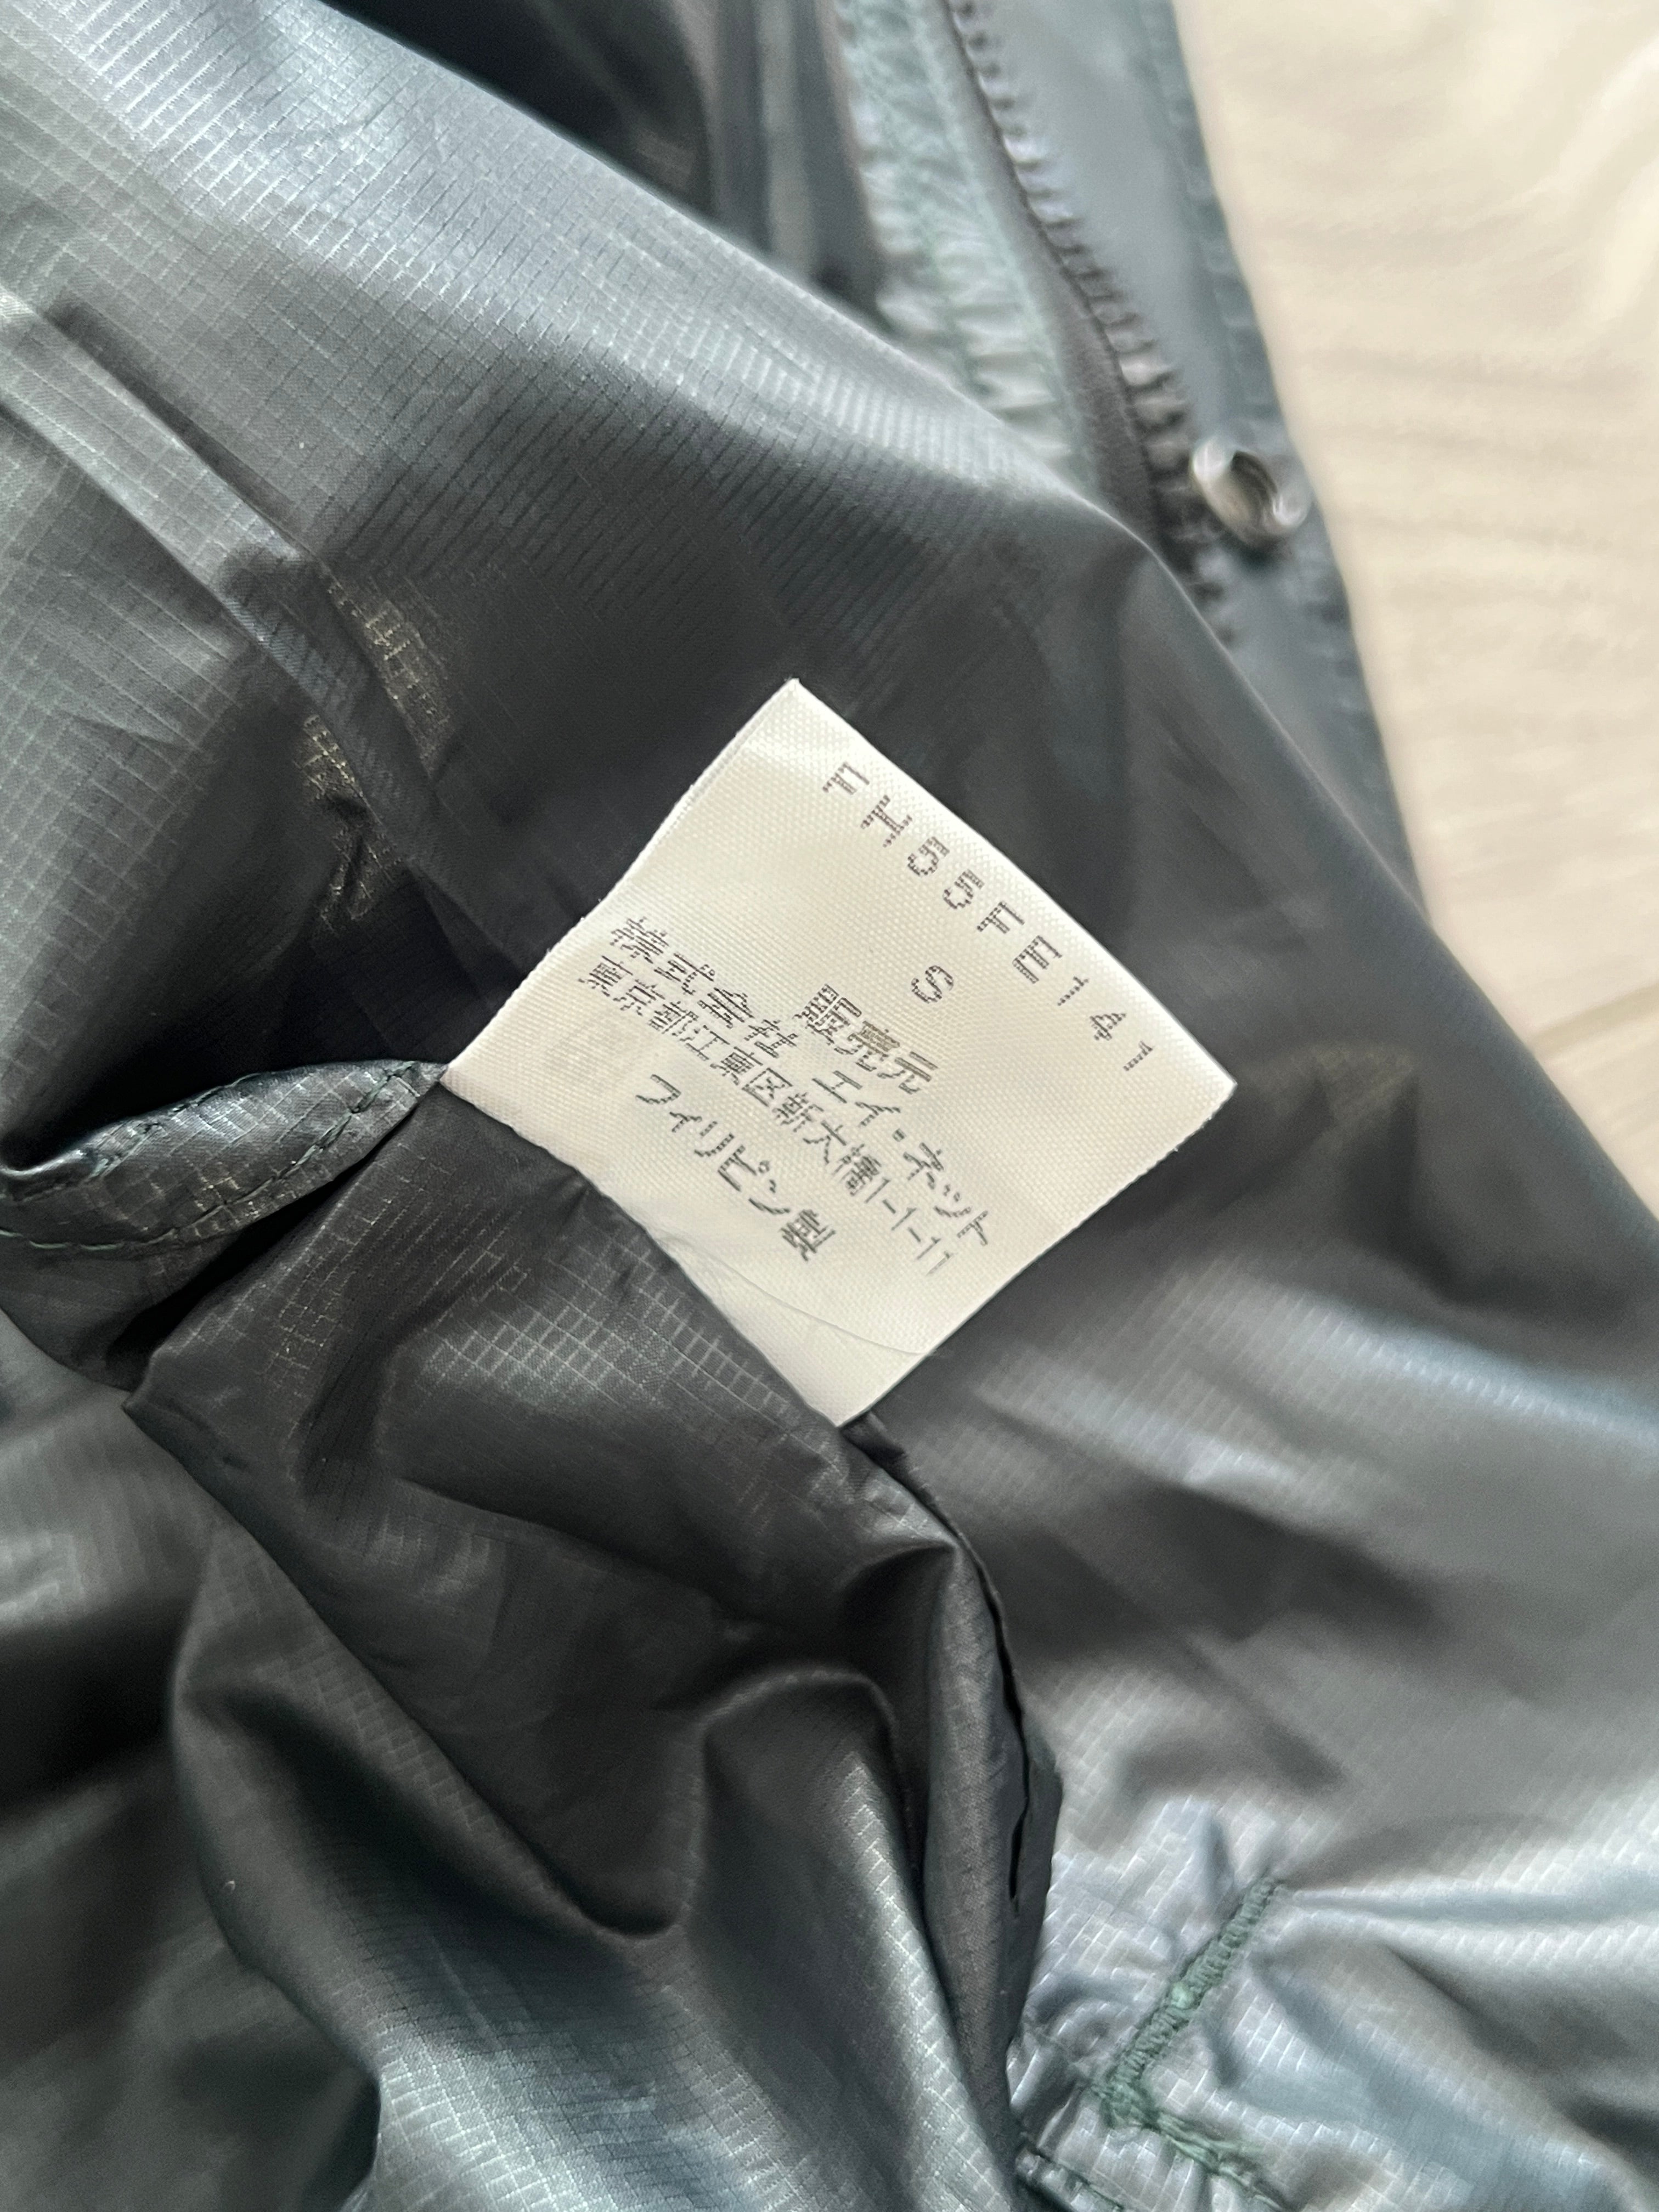 FH55FE141
S
販売元
株式会社 エイ・ネット
東京都江東区新大橋1-1-11
フィリピン製